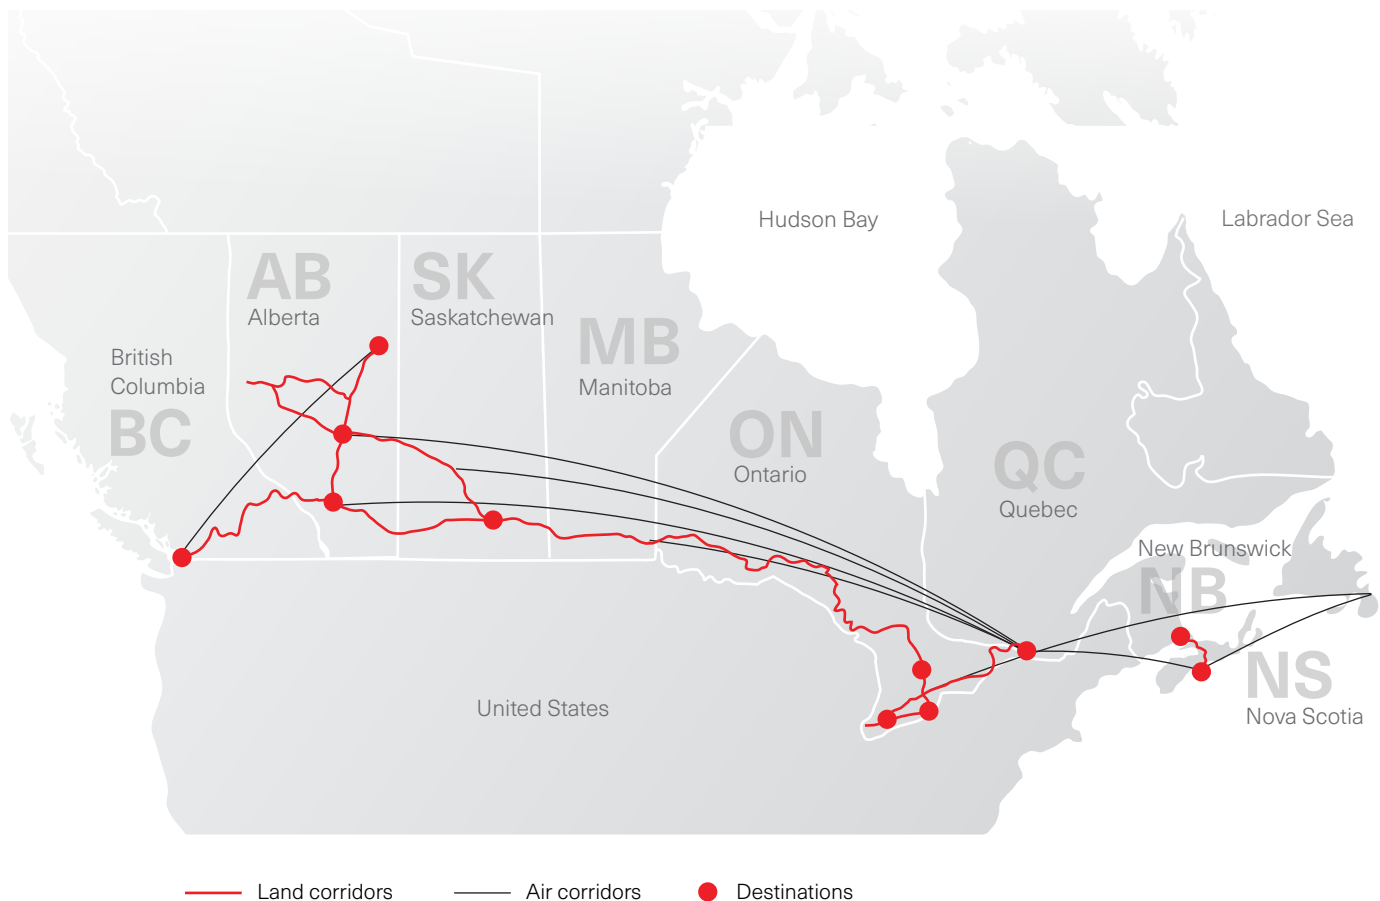 Hudson Bay
Labrador Sea
AB
Alberta
SK
Saskatchewan
MB
Manitoba
British
Columbia
BC
ON
Ontario
QC
Quebec
New Brunswick
NB
NS
Nova Scotia
United States
Land corridors
Air corridors
Destinations